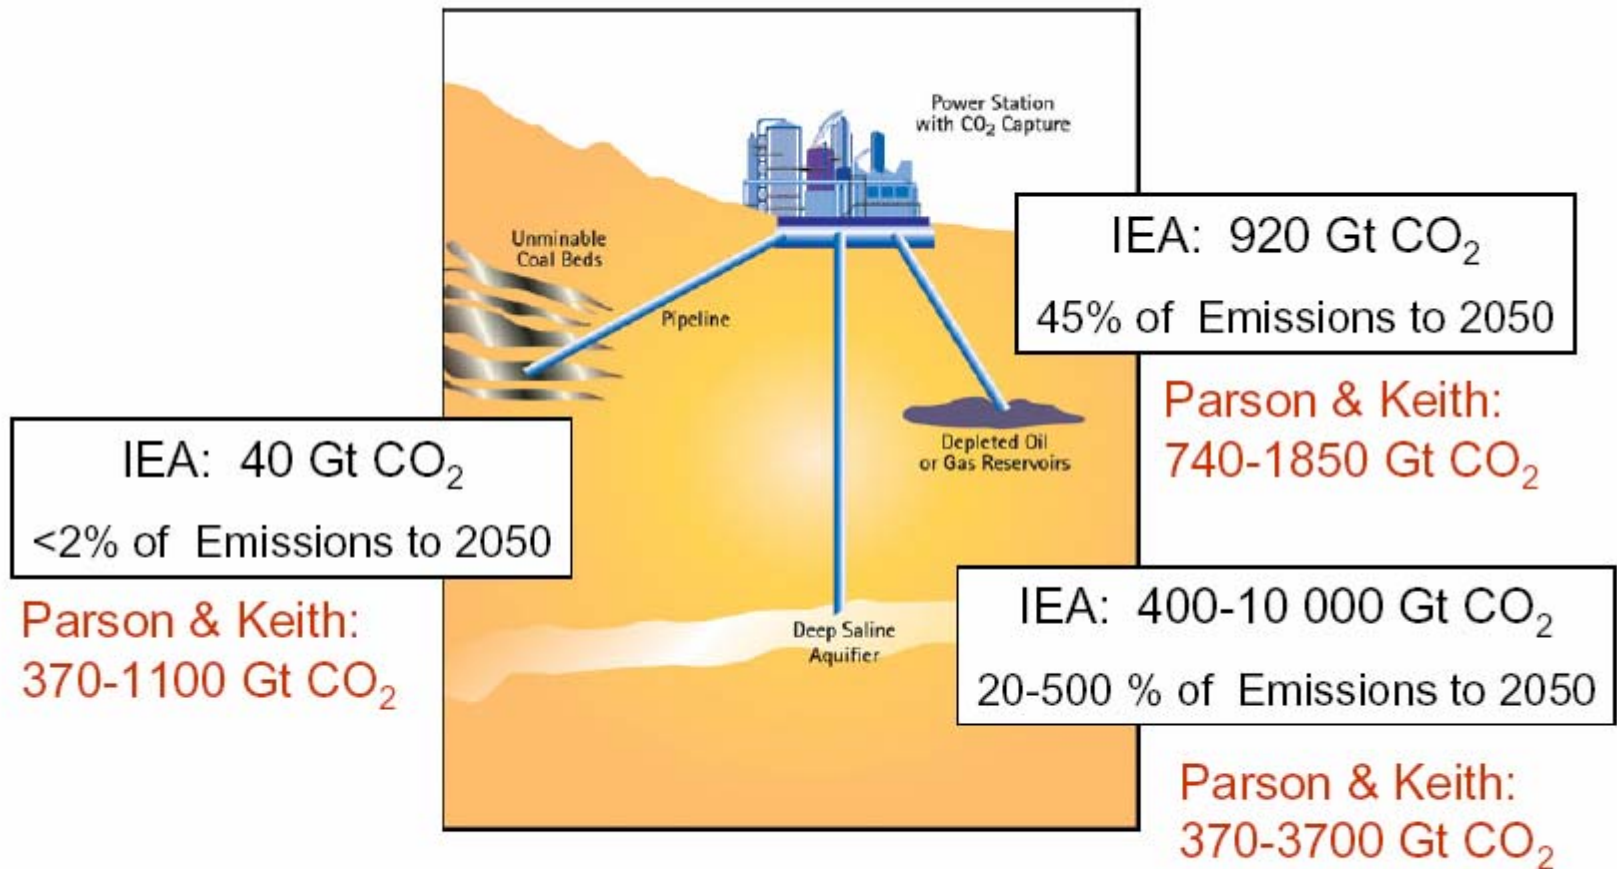 Power Station
with CO₂ Capture
Unminable
Coal Beds
Pipeline
IEA: 920 Gt CO₂
45% of Emissions to 2050
Parson & Keith:
740-1850 Gt CO₂
Depleted Oil
or Gas Reservoirs
IEA: 40 Gt CO₂
<2% of Emissions to 2050
Parson & Keith:
370-1100 Gt CO₂
Deep Saline
Aquifier
IEA: 400-10 000 Gt CO₂
20-500 % of Emissions to 2050
Parson & Keith:
370-3700 Gt CO₂